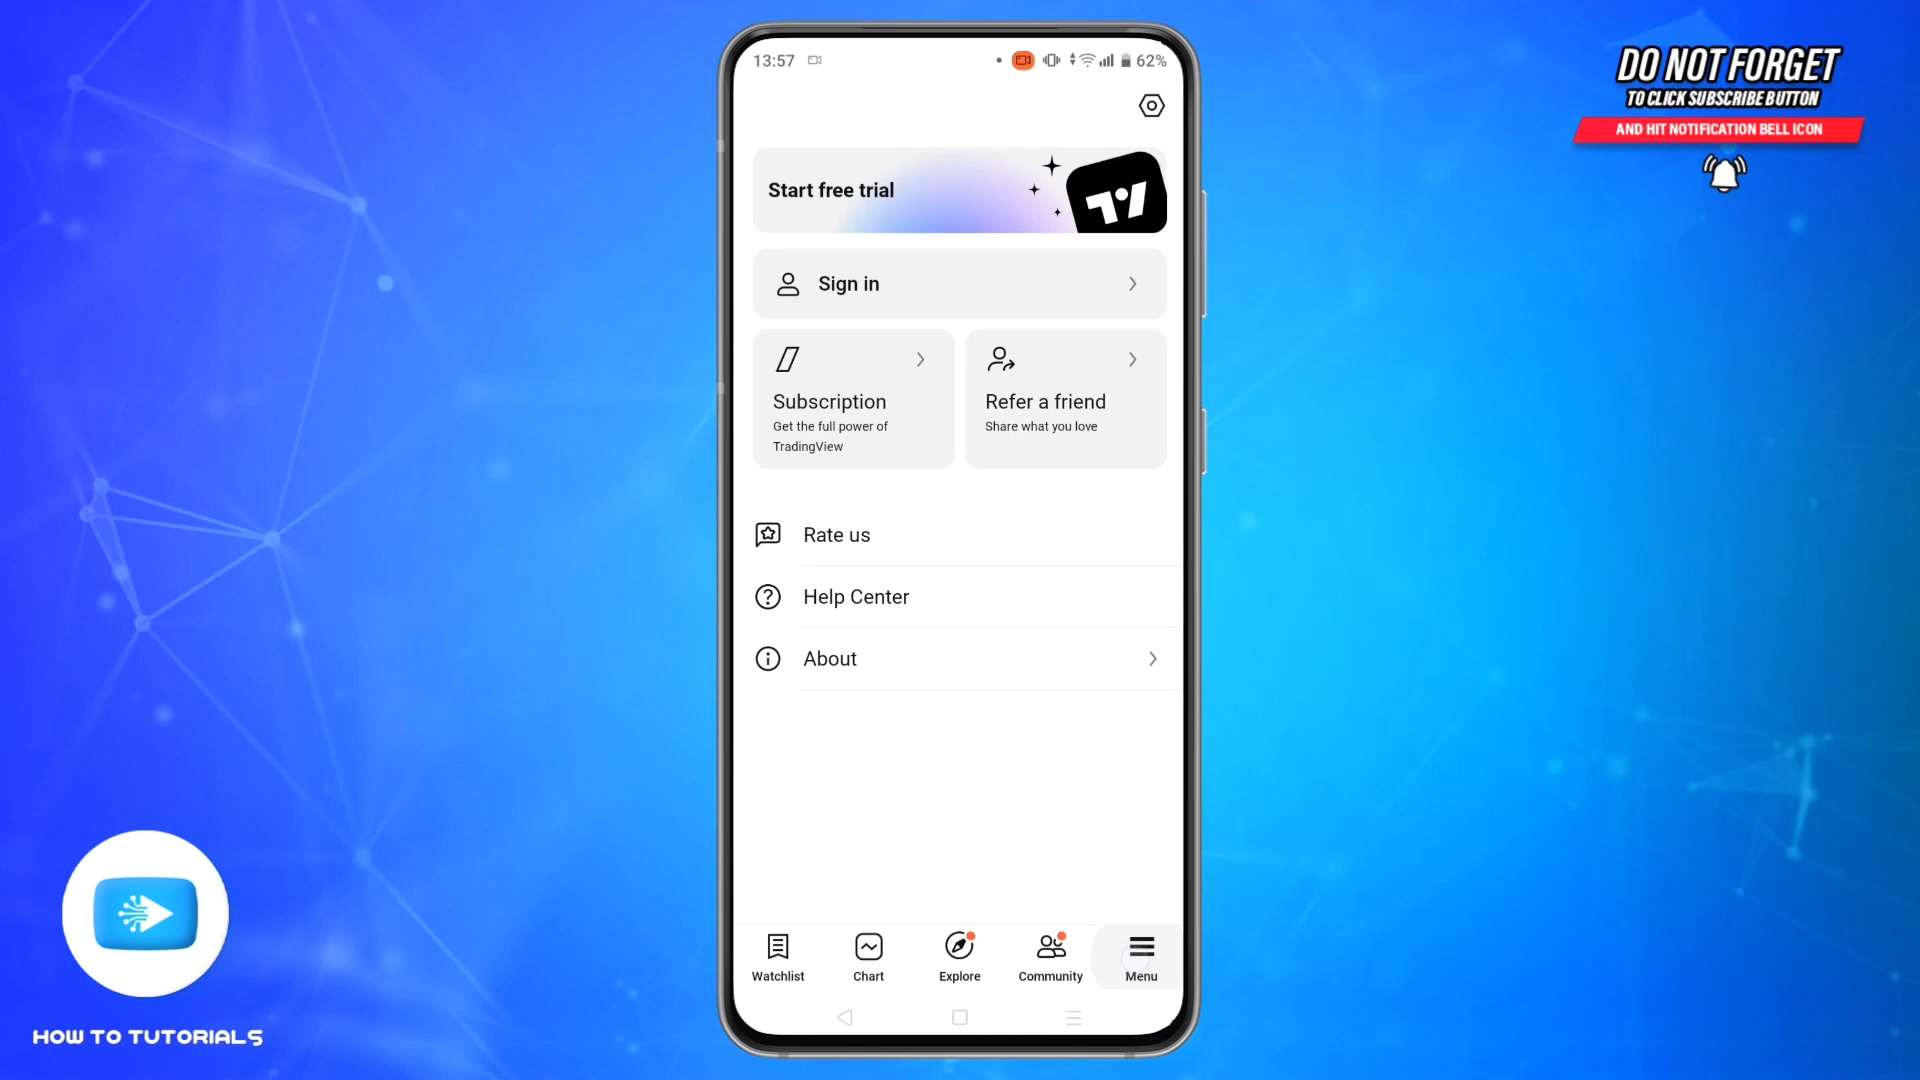 13:57
62%
DO NOT FORGET
TO CLICK SUBSCRIBE BUTTON
AND HIT NOTIFICATION BELL ICON
Start free trial
Sign in
Subscription
Get the full power of
TradingView
Refer a friend
Share what you love
Rate us
Help Center
About
Watchlist
Chart
Explore
Community
Menu
HOW TO TUTORIALS